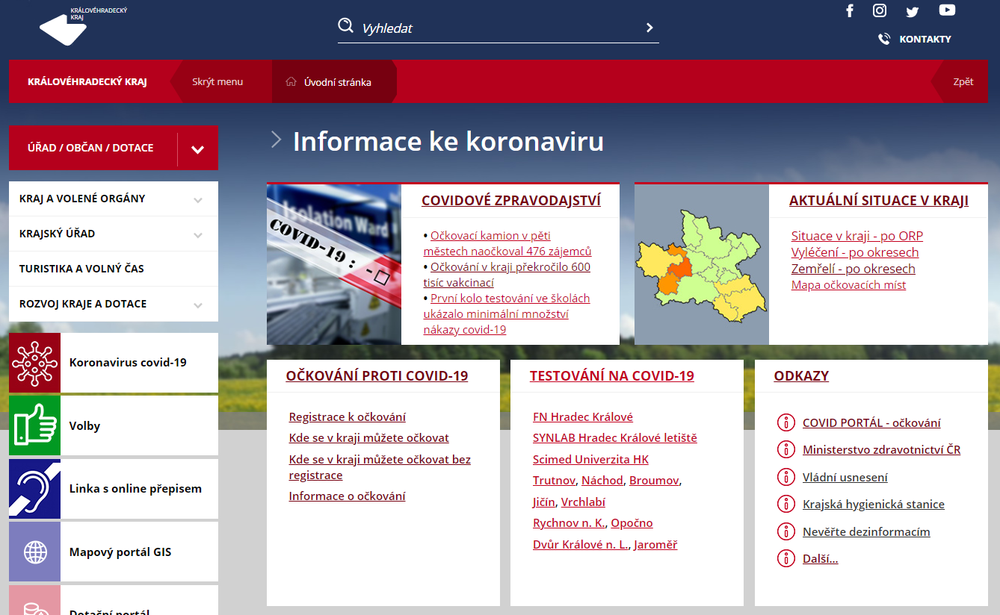 KRÁLOVÉHRADECKÝ
KRAJ
Vyhledat
KONTAKTY
KRÁLOVÉHRADECKÝ KRAJ
Skrýt menu
Úvodní stránka
Zpět
ÚŘAD / OBČAN / DOTACE
KRAJ A VOLENÉ ORGÁNY
KRAJSKÝ ÚŘAD
TURISTIKA A VOLNÝ ČAS
ROZVOJ KRAJE A DOTACE
Koronavirus covid-19
Volby
Linka s online přepisem
Mapový portál GIS
Dotační portál
Informace ke koronaviru
Isolation Ward
COVID-19 : -
COVIDOVÉ ZPRAVODAJSTVÍ
• Očkovací kamion v pěti
městech naočkoval 476 zájemců
• Očkování v kraji překročilo 600
tisíc vakcinací
• První kolo testování ve školách
ukázalo minimální množství
nákazy covid-19
AKTUÁLNÍ SITUACE V KRAJI
Situace v kraji - po ORP
Vyléčení - po okresech
Zemřelí - po okresech
Mapa očkovacích míst
OČKOVÁNÍ PROTI COVID-19
Registrace k očkování
Kde se v kraji můžete očkovat
Kde se v kraji můžete očkovat bez
registrace
Informace o očkování
TESTOVÁNÍ NA COVID-19
FN Hradec Králové
SYNLAB Hradec Králové letiště
Scimed Univerzita HK
Trutnov, Náchod, Broumov,
Jičín, Vrchlabí
Rychnov n. K., Opočno
Dvůr Králové n. L., Jaroměř
ODKAZY
COVID PORTÁL - očkování
Ministerstvo zdravotnictví ČR
Vládní usnesení
Krajská hygienická stanice
Nevěřte dezinformacím
Další...